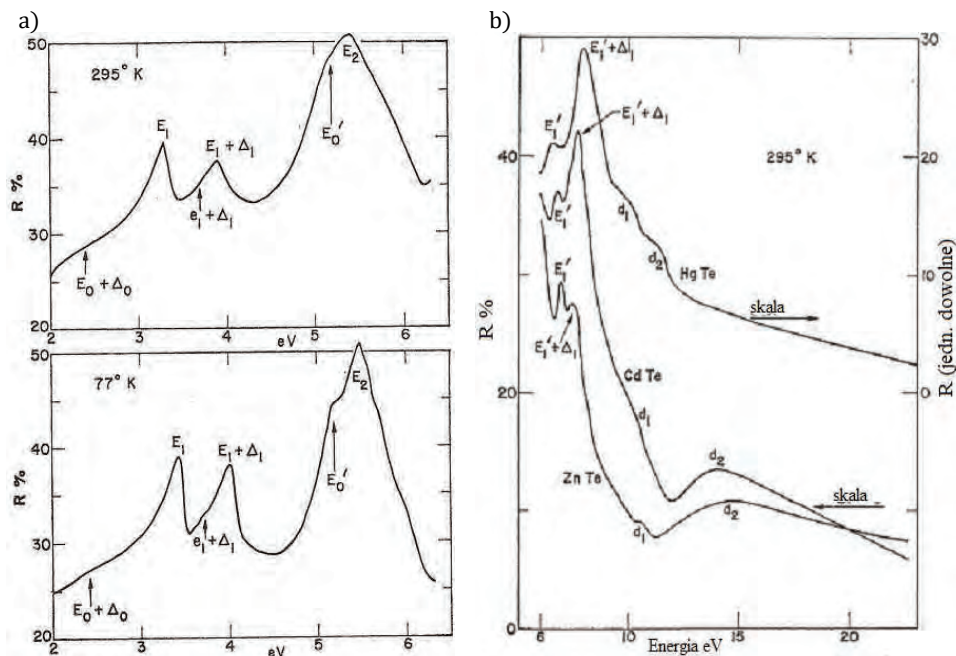 a)
50
295° K
E₂
40
E₁
E₁ + Δ₁
E₀'
R %
e₁ + Δ₁
30
E₀ + Δ₀
20
2 3 4 5 6
eV
50
77° K
E₂
40
E₁
E₁ + Δ₁
E₀'
R %
e₁ + Δ₁
30
E₀ + Δ₀
20
2 3 4 5 6
eV
b)
E₁' + Δ₁
30
E₁'
E₁' + Δ₁
295° K
40
20
d₁
E₁'
d₂
Hg Te
E₁'
10
skala
R %
E₁' + Δ₁
R (jedn. dowolne)
Cd Te
20
0
d₁
Zn Te
d₂
skala
10
d₁
d₂
0
6 10 15 20
Energia eV